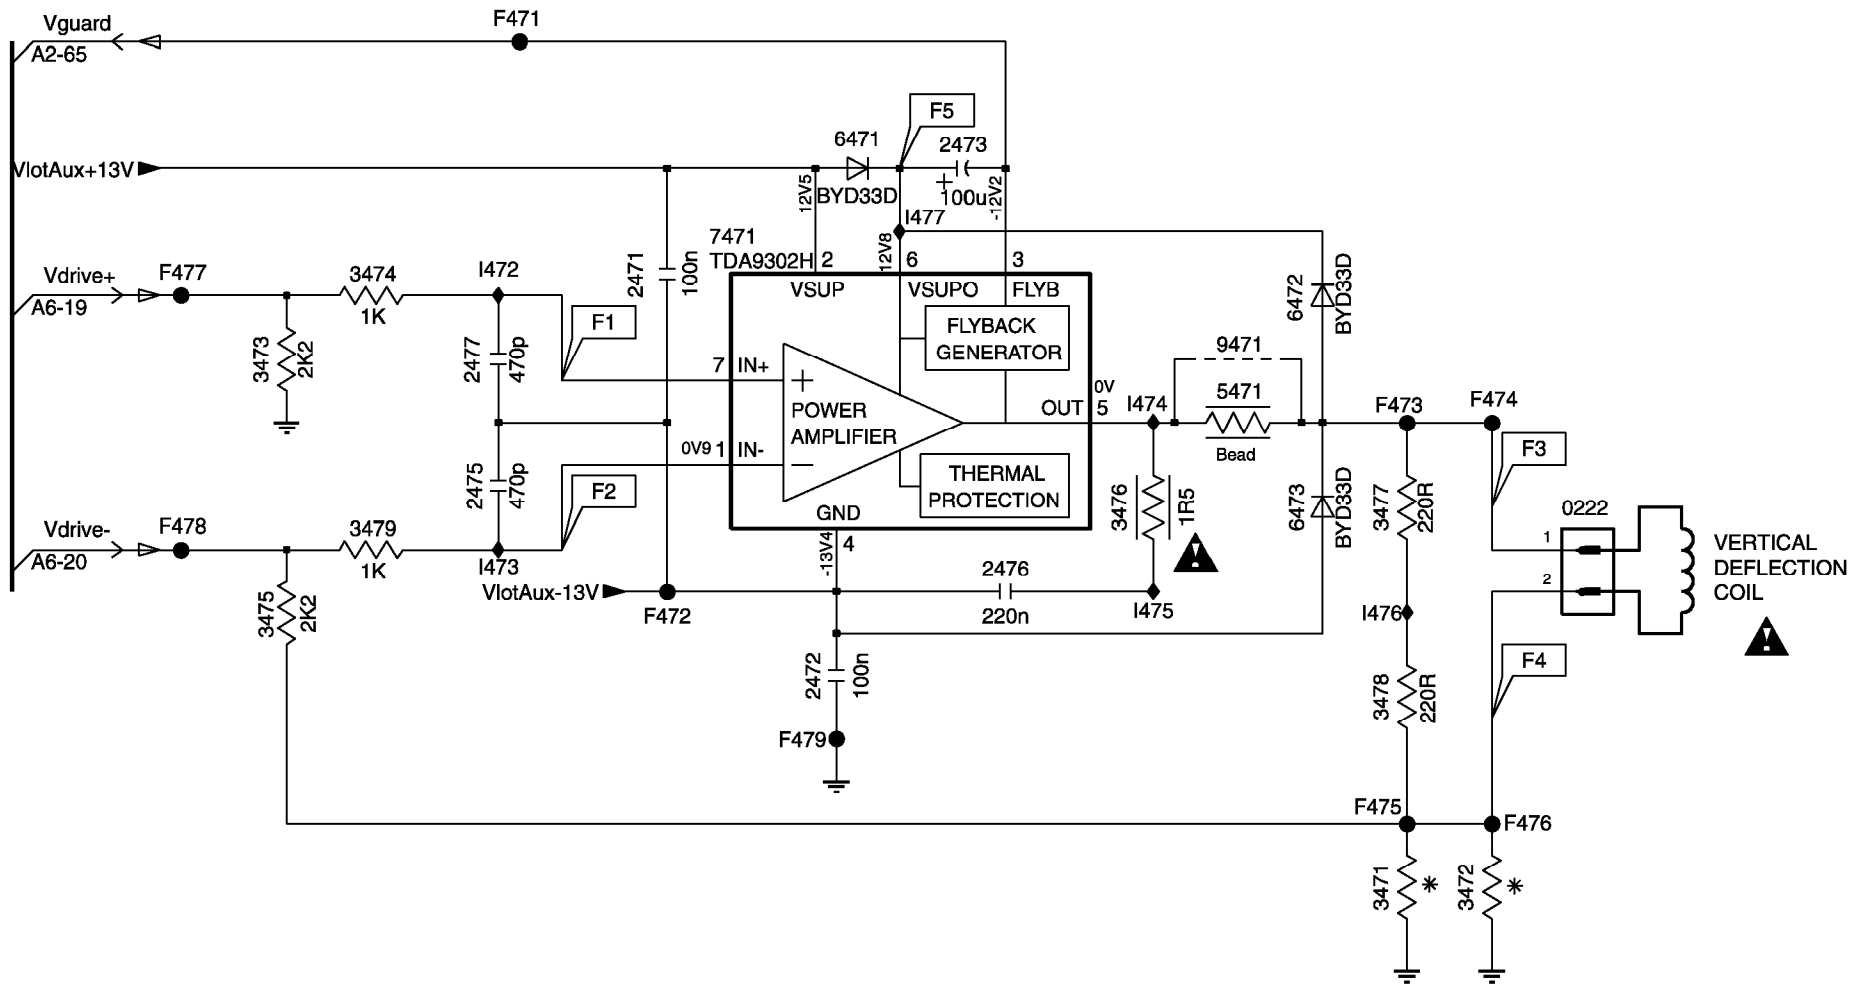 Vguard
A2-65
F471
F5
6471
2473
VlotAux+13V
12V5
BYD33D
100u
-12V2
I477
7471
TDA9302H
2
12V8
6
3
VSUP
VSUPO
FLYB
2471
100n
Vdrive+
A6-19
F477
3474
1K
I472
F1
3473
2K2
2477
470p
FLYBACK
GENERATOR
6472
BYD33D
9471
7
IN+
POWER
AMPLIFIER
OUT
0V
5
I474
5471
Bead
F473
F474
F3
0V9
1
IN-
2475
470p
F2
THERMAL
PROTECTION
3476
1R5
6473
BYD33D
3477
220R
0222
GND
4
-13V4
Vdrive-
A6-20
F478
3479
1K
I473
1
2
VERTICAL
DEFLECTION
COIL
VlotAux-13V
F472
2476
220n
I475
I476
3475
2K2
2472
100n
3478
220R
F4
F479
F475
F476
3471
*
3472
*